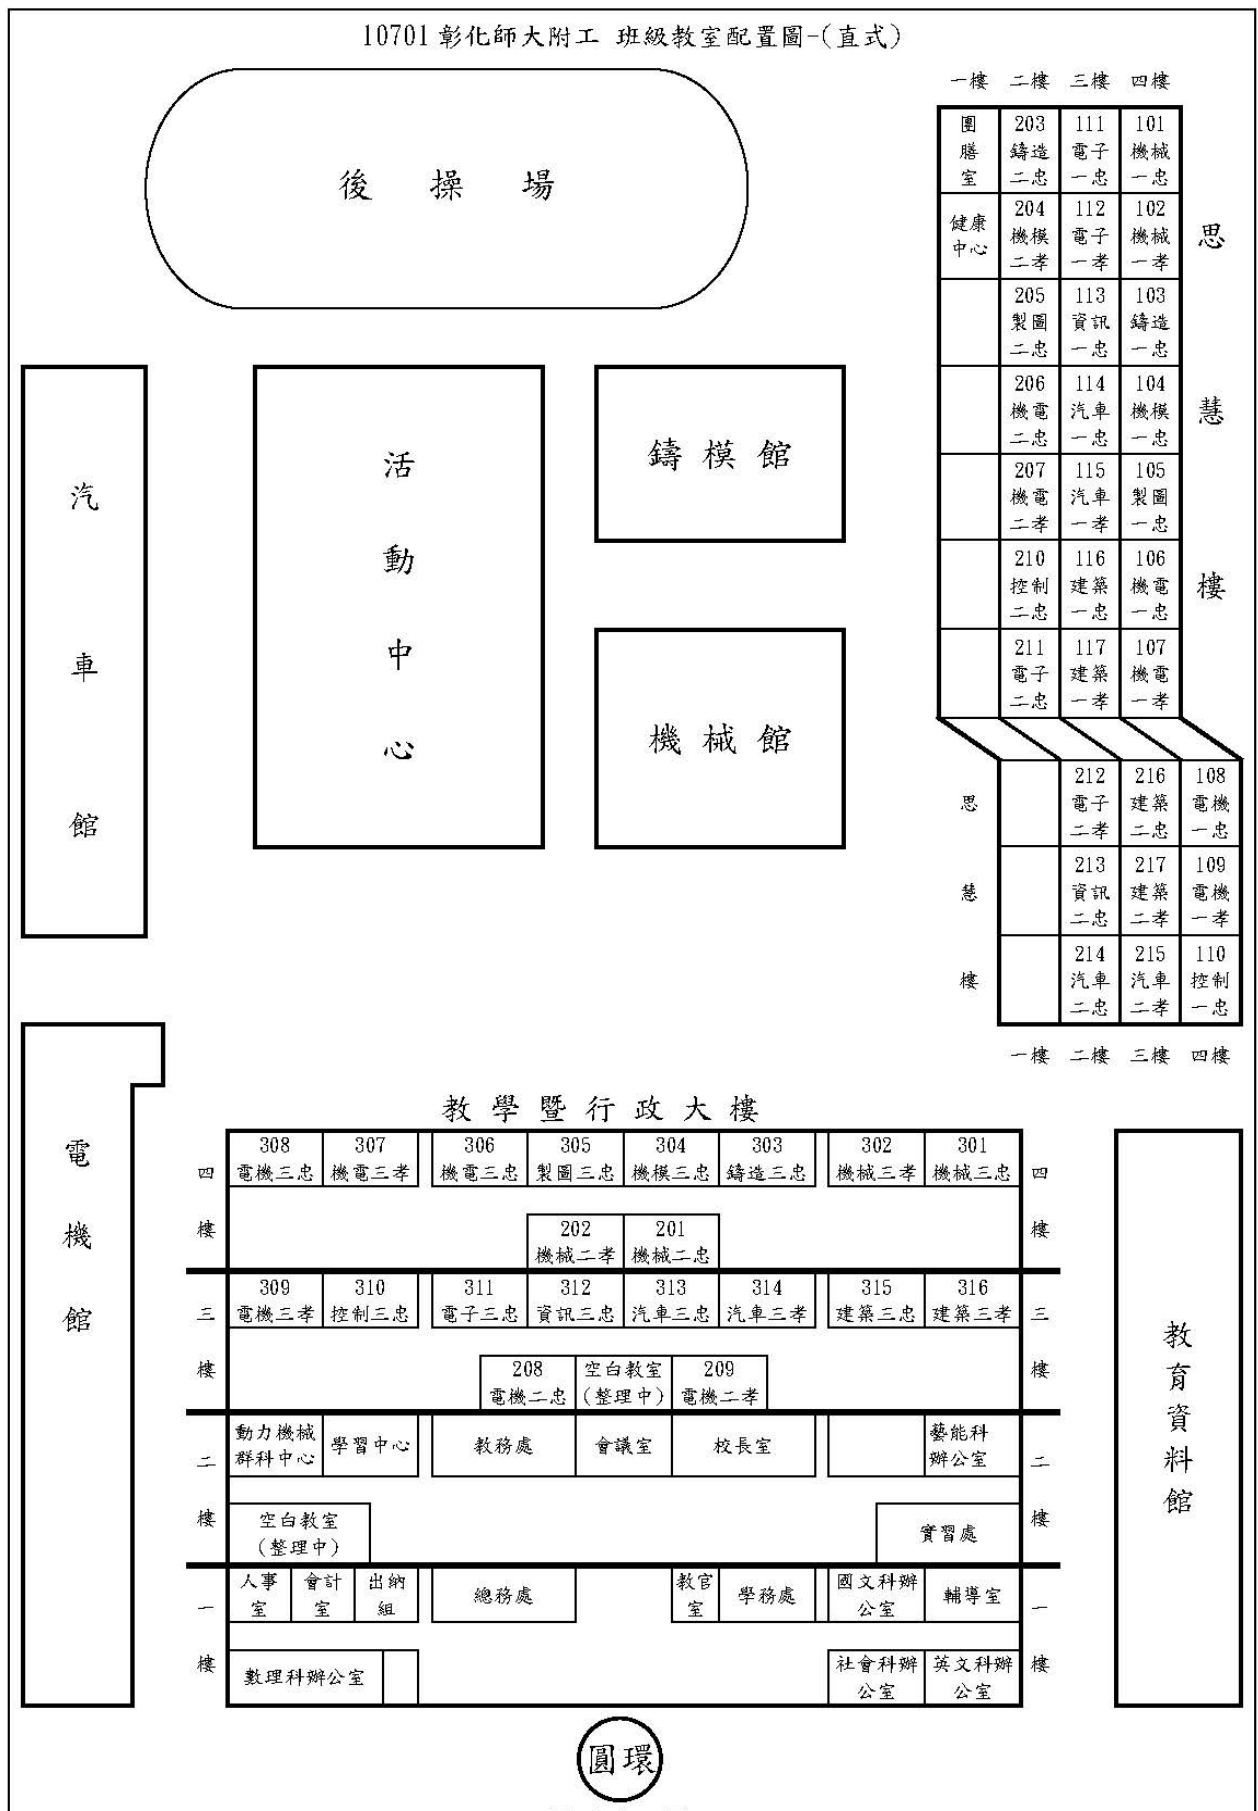 10701 彰化師大附工 班級教室配置圖-(直式)
一樓 二樓 三樓 四樓
後操場
團膳室
203 鑄造二忠
111 電子一忠
101 機械一忠
健康中心
204 機模二孝
112 電子一孝
102 機械一孝
205 製圖二忠
113 資訊一忠
103 鑄造一忠
206 機電二忠
114 汽車一忠
104 機模一忠
207 機電二孝
115 汽車一孝
105 製圖一忠
210 控制二忠
116 建築一忠
106 機電一忠
211 電子二忠
117 建築一孝
107 機電一孝
思慧樓
汽車館
活動中心
鑄模館
機械館
思慧樓
212 電子二孝
216 建築二忠
108 電機一忠
213 資訊二忠
217 建築二孝
109 電機一孝
214 汽車二忠
215 汽車二孝
110 控制一忠
一樓 二樓 三樓 四樓
電機館
教學暨行政大樓
四樓
308 電機三忠
307 機電三孝
306 機電三忠
305 製圖三忠
304 機模三忠
303 鑄造三忠
302 機械三孝
301 機械三忠
四樓
202 機械二孝
201 機械二忠
三樓
309 電機三孝
310 控制三忠
311 電子三忠
312 資訊三忠
313 汽車三忠
314 汽車三孝
315 建築三忠
316 建築三孝
三樓
208 電機二忠
空白教室(整理中)
209 電機二孝
二樓
動力機械群科中心
學習中心
教務處
會議室
校長室
藝能科辦公室
二樓
空白教室(整理中)
實習處
一樓
人事室
會計室
出納組
總務處
教官室
學務處
國文科辦公室
輔導室
一樓
數理科辦公室
社會科辦公室
英文科辦公室
教育資料館
圓環